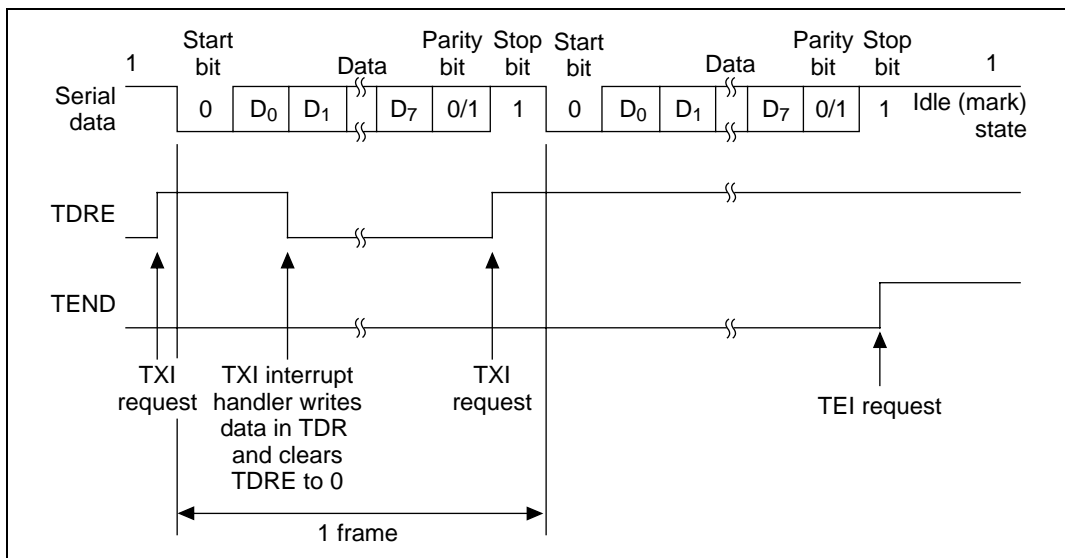 Start bit
Data
Parity bit
Stop bit
Start bit
Data
Parity bit
Stop bit
1
1
Serial data
0
D0
D1
D7
0/1
1
0
D0
D1
D7
0/1
1
Idle (mark) state
TDRE
TEND
TXI request
TXI interrupt handler writes data in TDR and clears TDRE to 0
TXI request
TEI request
1 frame